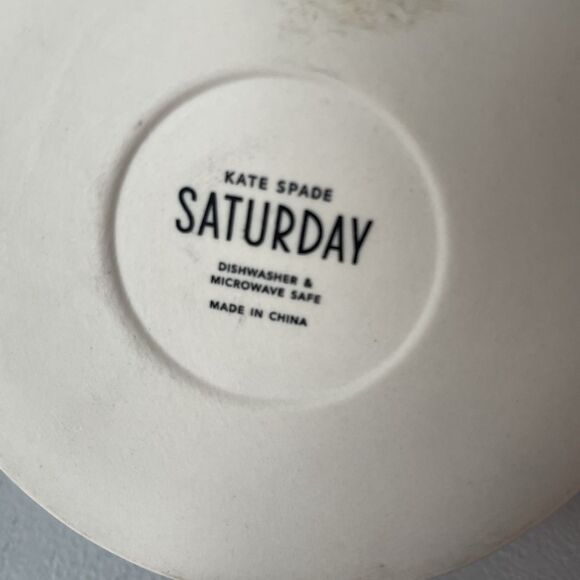 KATE SPADE
SATURDAY
DISHWASHER &
MICROWAVE SAFE
MADE IN CHINA